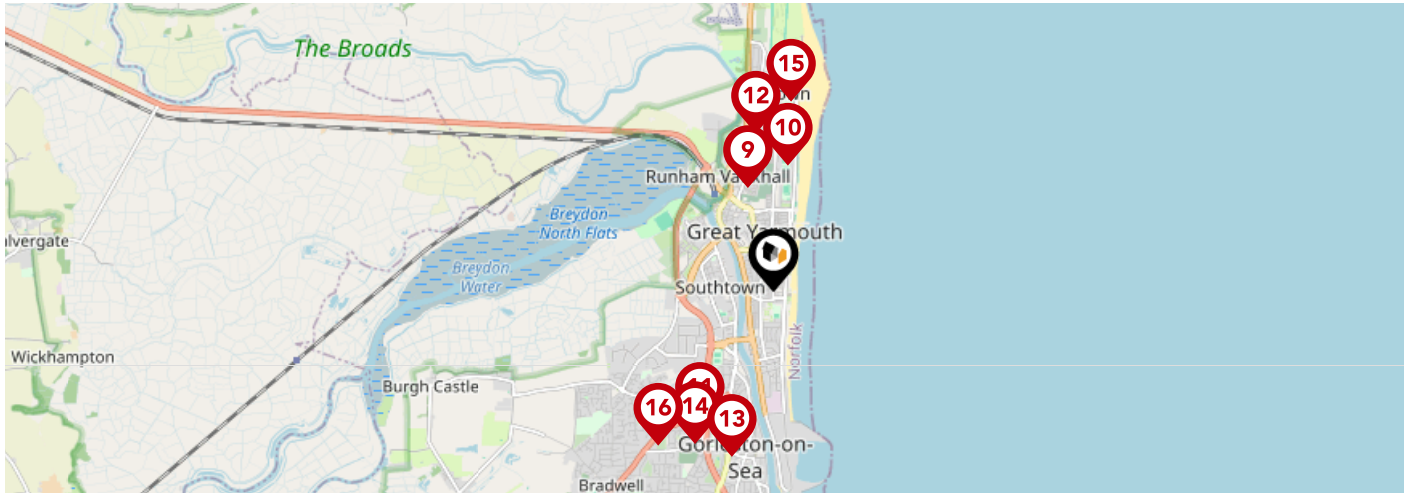 The Broads
15
12
10
9
Runham Vauxhall
Breydon
North Flats
Great Yarmouth
alvergate
Breydon
Water
Southtown
Norfolk
Wickhampton
Burgh Castle
16
14
13
Gorleston-on-
Sea
Bradwell